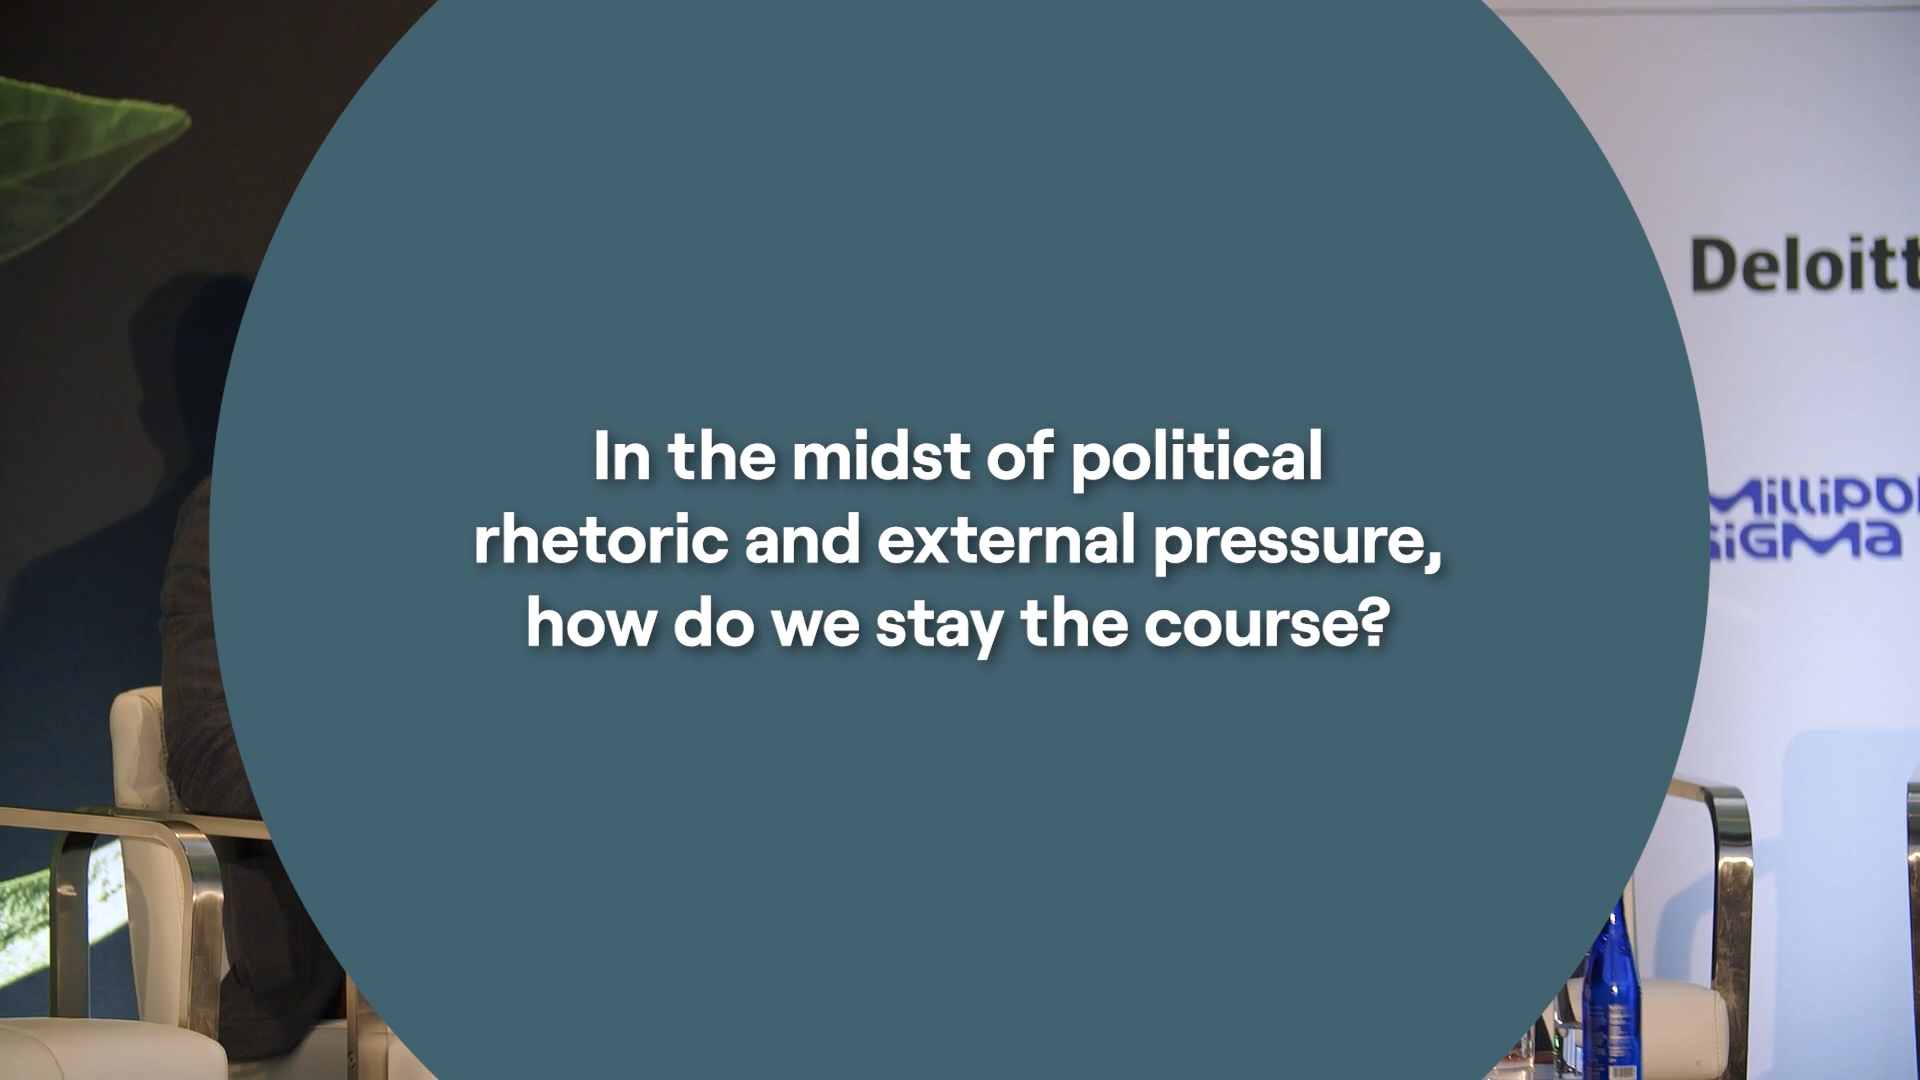 In the midst of political
rhetoric and external pressure,
how do we stay the course?
Deloitt
MilliPo
SiGMa